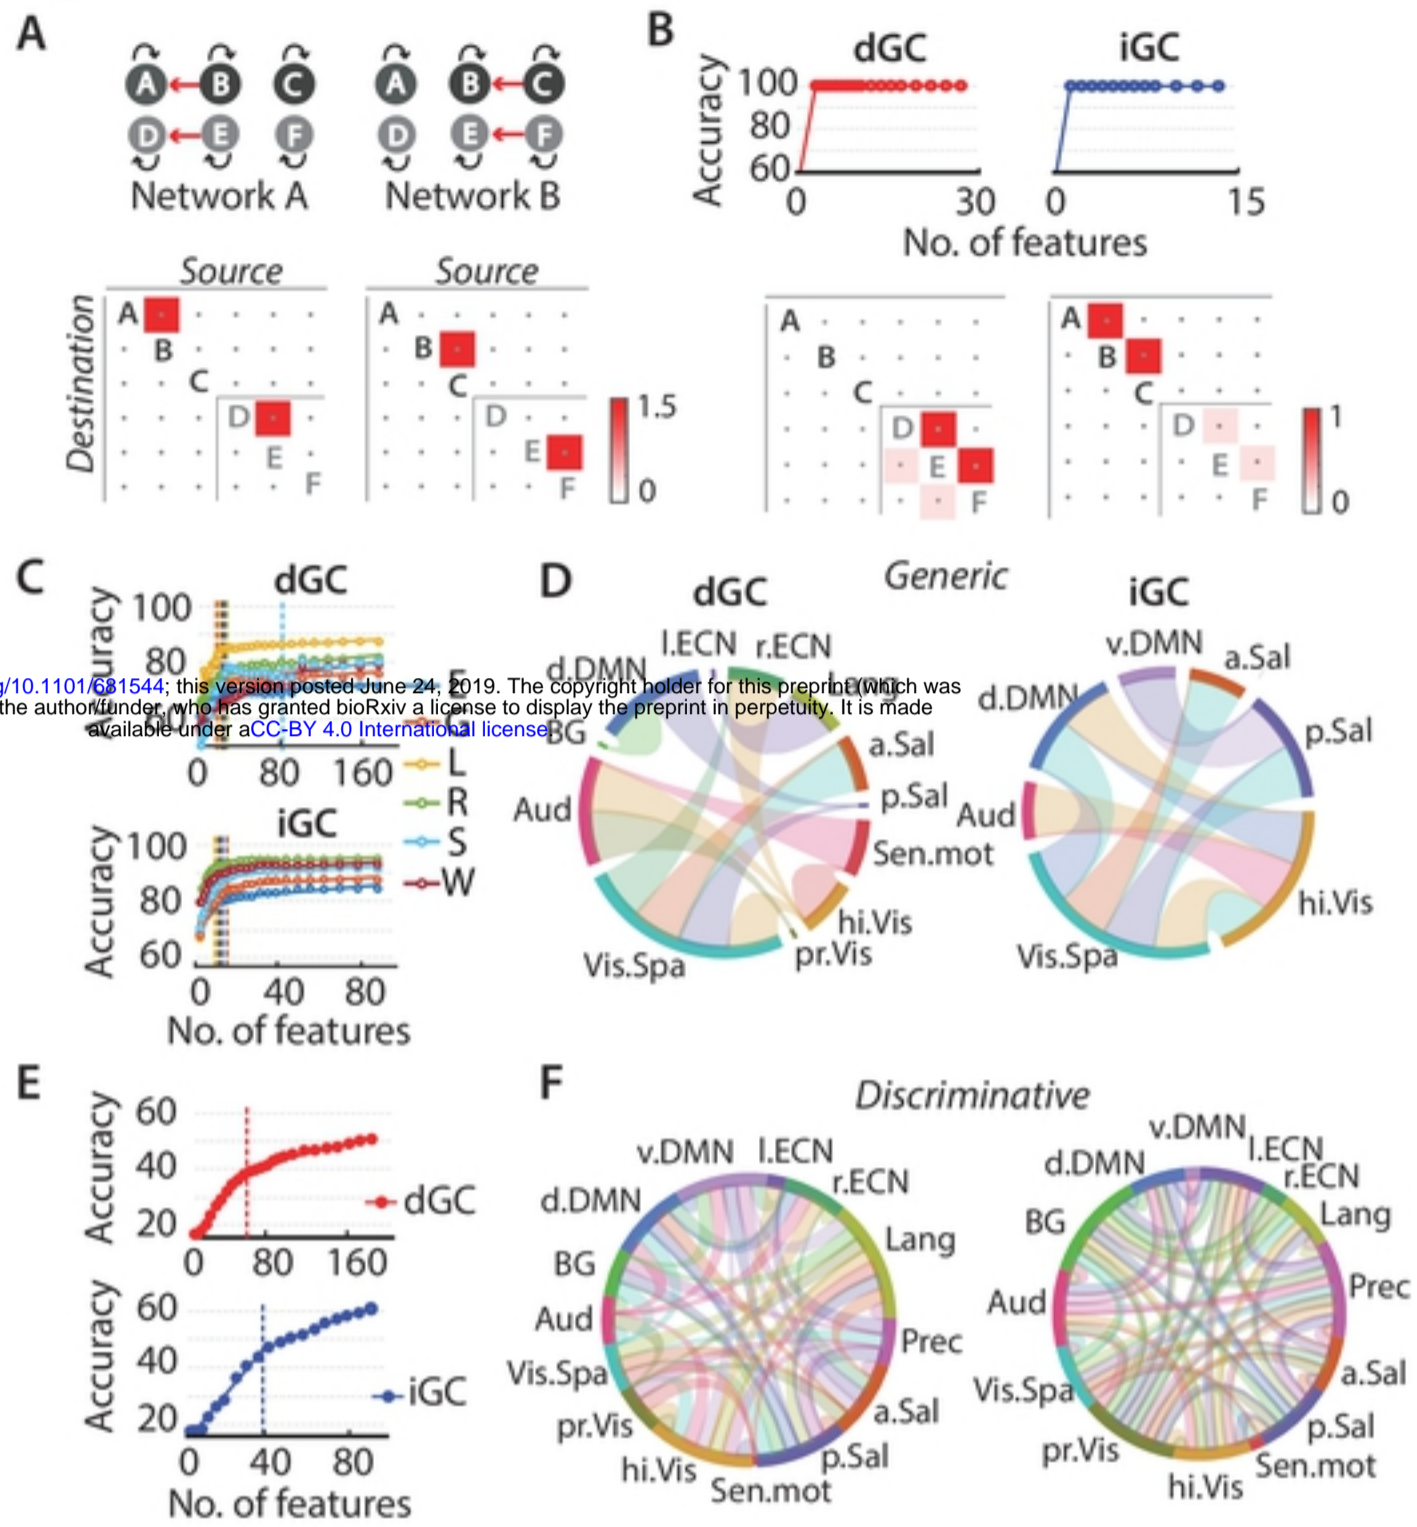 A
A B C
D E F
Network A
A B C
D E F
Network B
Source
Source
Destination
A
B
C
D
E
F
A
B
C
D
E
F
1.5
0
B
dGC
iGC
Accuracy
100
80
60
0 30
0 15
No. of features
A
B
C
D
E
F
A
B
C
D
E
F
1
0
C
dGC
Accuracy
100
80
60
0 80 160
E
G
L
R
S
W
iGC
Accuracy
100
80
60
0 40 80
No. of features
g/10.1101/681544; this version posted June 24, 2019. The copyright holder for this preprint (which was
the author/funder, who has granted bioRxiv a license to display the preprint in perpetuity. It is made
available under aCC-BY 4.0 International license.
D
Generic
dGC
l.ECN
r.ECN
d.DMN
Lang
BG
a.Sal
p.Sal
Aud
Sen.mot
hi.Vis
pr.Vis
Vis.Spa
iGC
v.DMN
a.Sal
d.DMN
p.Sal
Aud
hi.Vis
Vis.Spa
E
Accuracy
60
40
20
0 80 160
dGC
Accuracy
60
40
20
0 40 80
iGC
No. of features
F
Discriminative
v.DMN
l.ECN
r.ECN
d.DMN
Lang
BG
Aud
Prec
Vis.Spa
a.Sal
pr.Vis
p.Sal
hi.Vis
Sen.mot
v.DMN
l.ECN
r.ECN
d.DMN
Lang
BG
Prec
Aud
a.Sal
Vis.Spa
p.Sal
pr.Vis
Sen.mot
hi.Vis